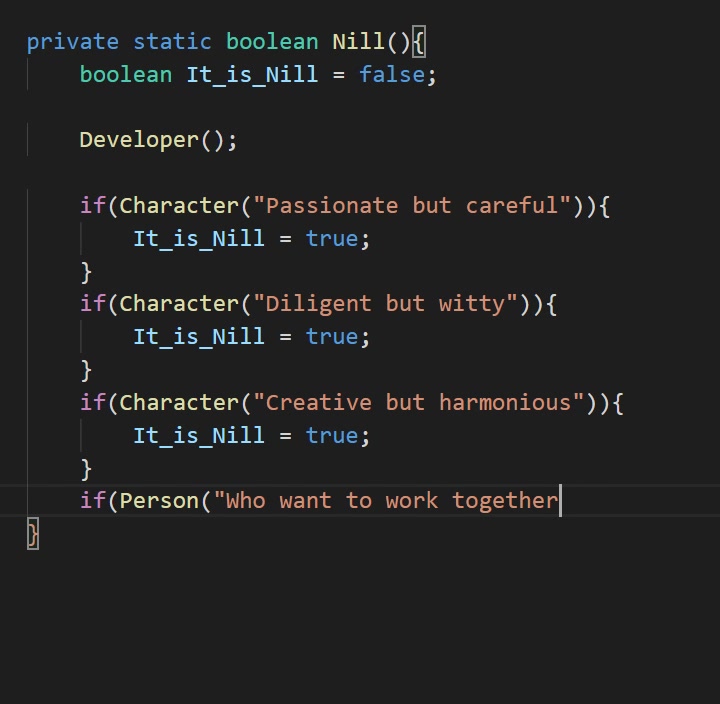 private static boolean Nill(){
    boolean It_is_Nill = false;

    Developer();

    if(Character("Passionate but careful")){
        It_is_Nill = true;
    }
    if(Character("Diligent but witty")){
        It_is_Nill = true;
    }
    if(Character("Creative but harmonious")){
        It_is_Nill = true;
    }
    if(Person("Who want to work together
}